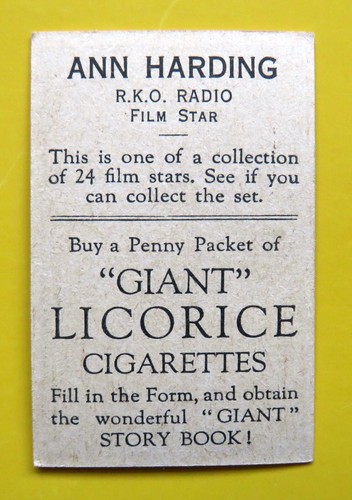 ANN HARDING
R.K.O. RADIO
FILM STAR
This is one of a collection
of 24 film stars. See if you
can collect the set.
Buy a Penny Packet of
"GIANT"
LICORICE
CIGARETTES
Fill in the Form, and obtain
the wonderful "GIANT"
STORY BOOK!